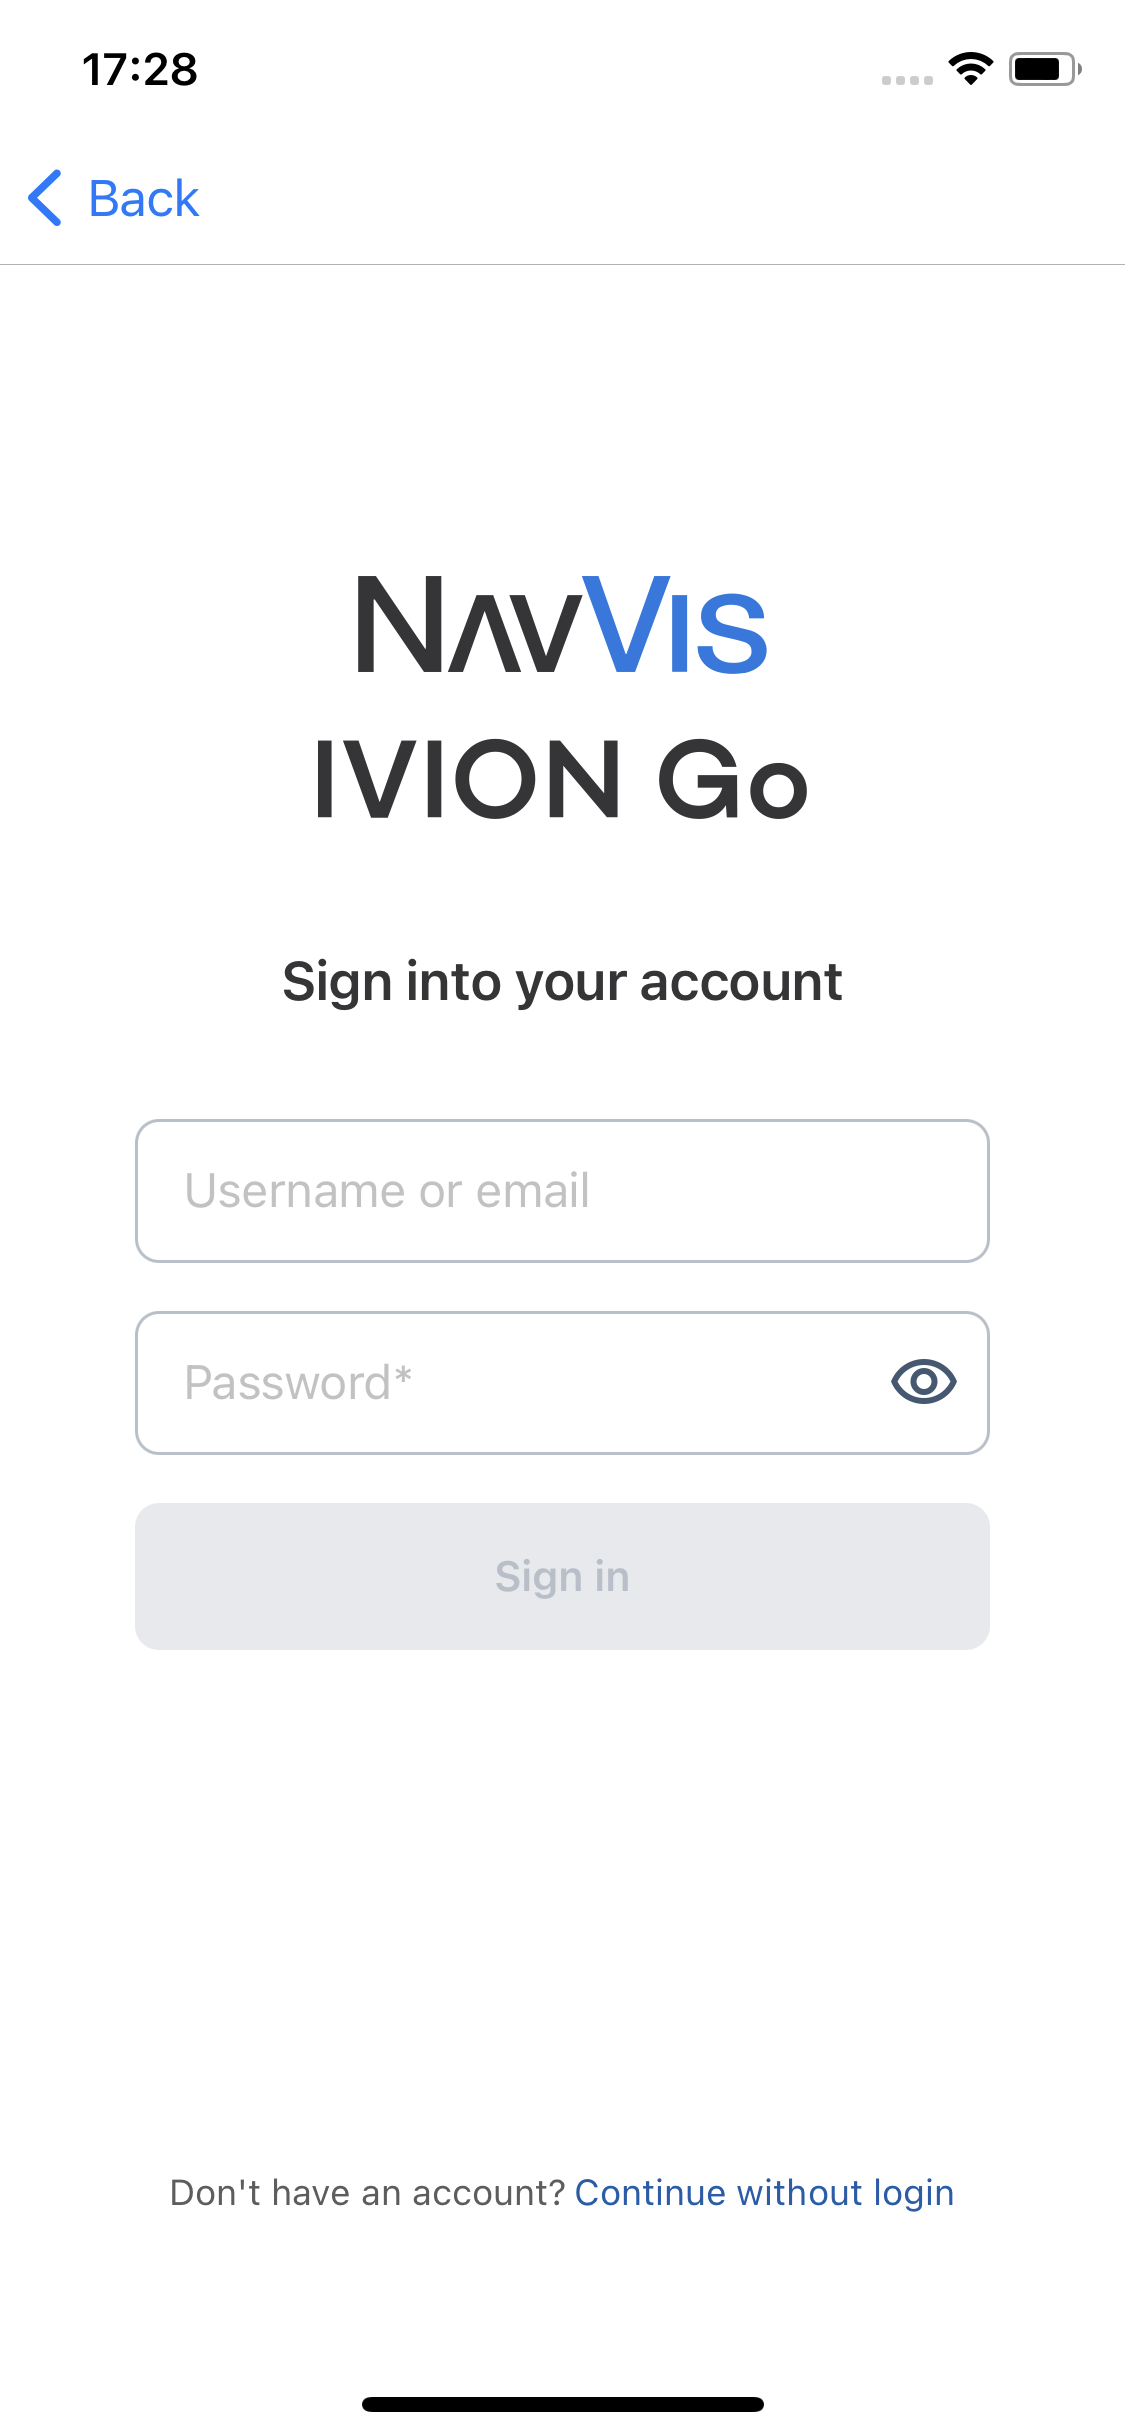 17:28
Back
NAVVIS
IVION Go
Sign into your account
Username or email
Password*
Sign in
Don't have an account? Continue without login